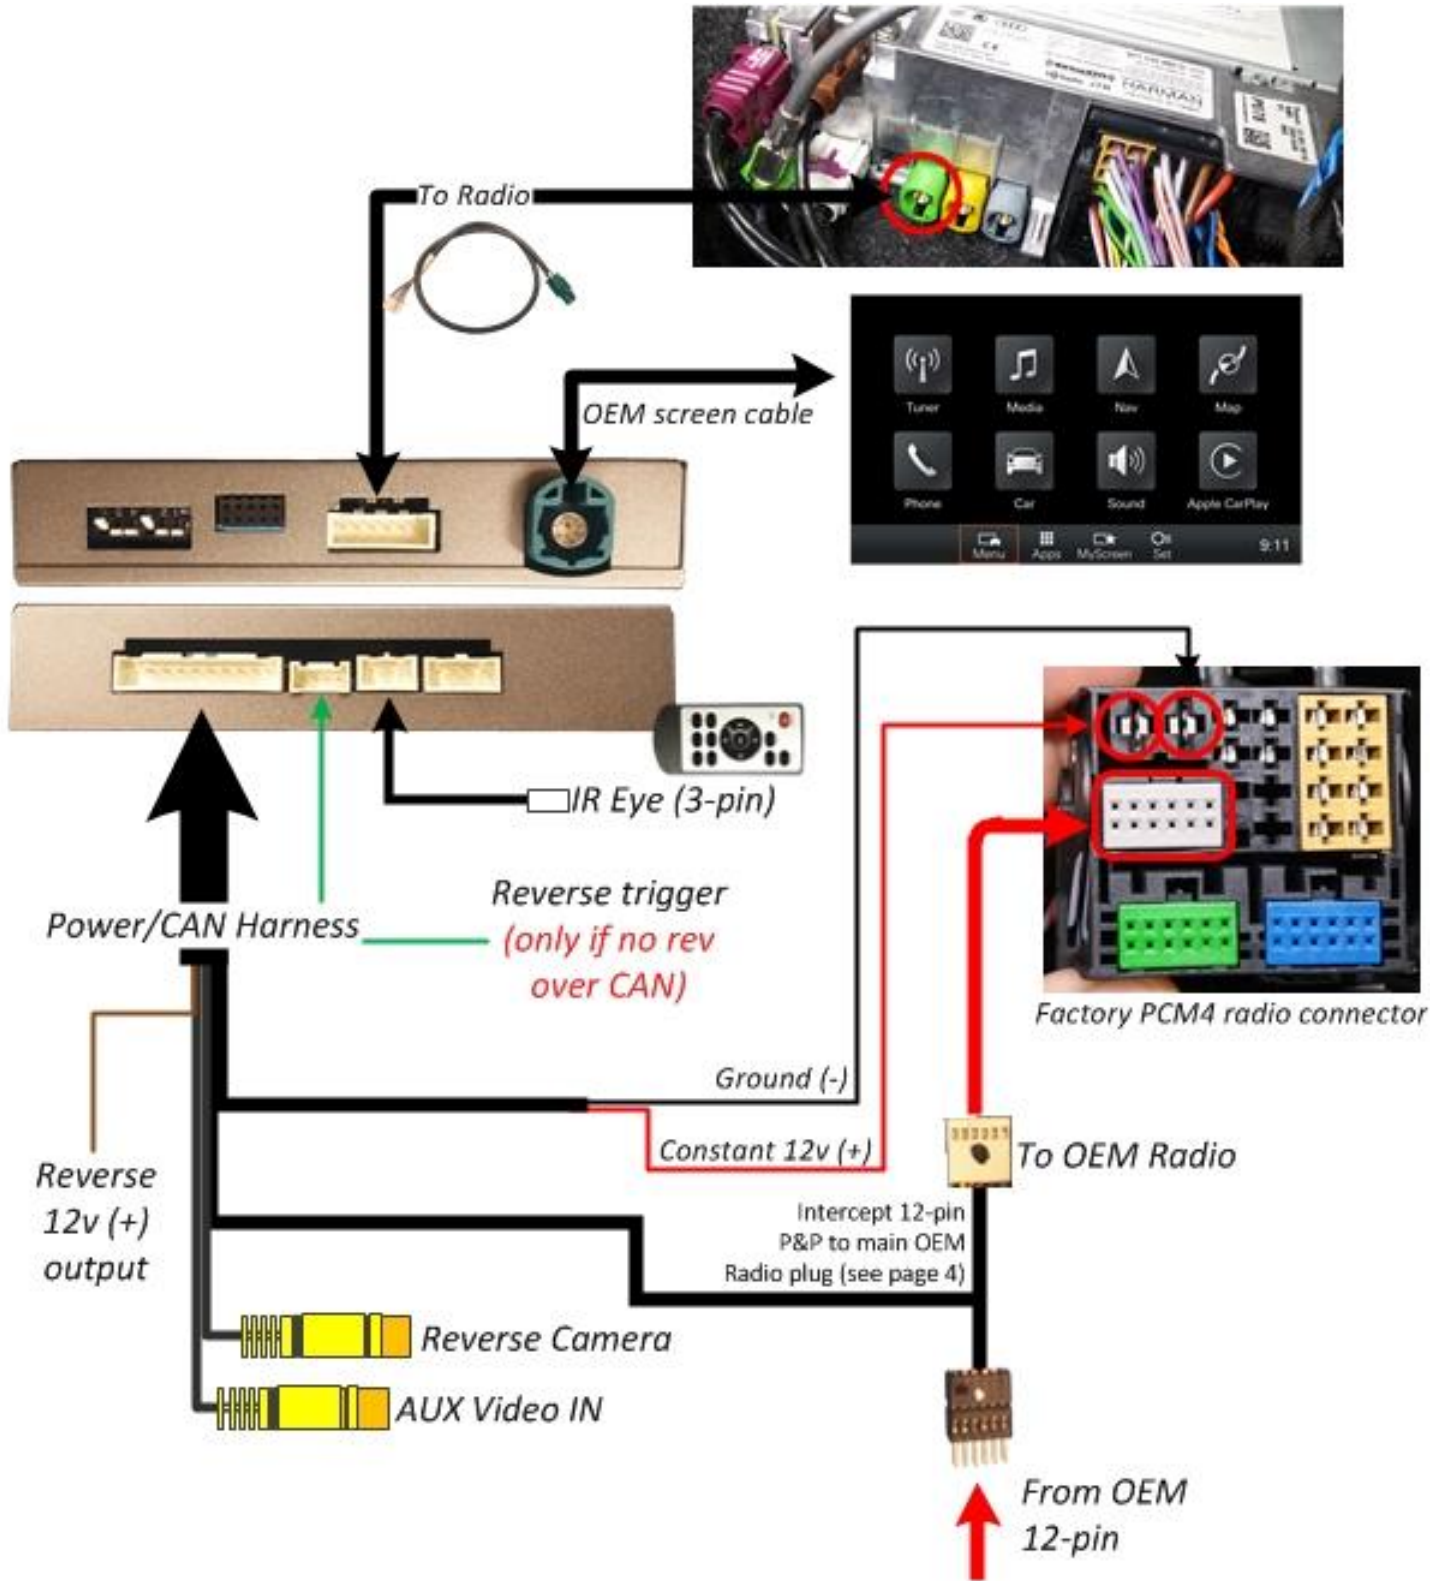 HARMAN
To Radio
OEM screen cable
Tuner
Media
Nav
Map
Phone
Car
Sound
Apple CarPlay
Menu
Apps
MyScreen
Set
9:11
IR Eye (3-pin)
Power/CAN Harness
Reverse trigger
(only if no rev
over CAN)
Factory PCM4 radio connector
Ground (-)
Constant 12v (+)
To OEM Radio
Reverse
12v (+)
output
Intercept 12-pin
P&P to main OEM
Radio plug (see page 4)
Reverse Camera
AUX Video IN
From OEM
12-pin